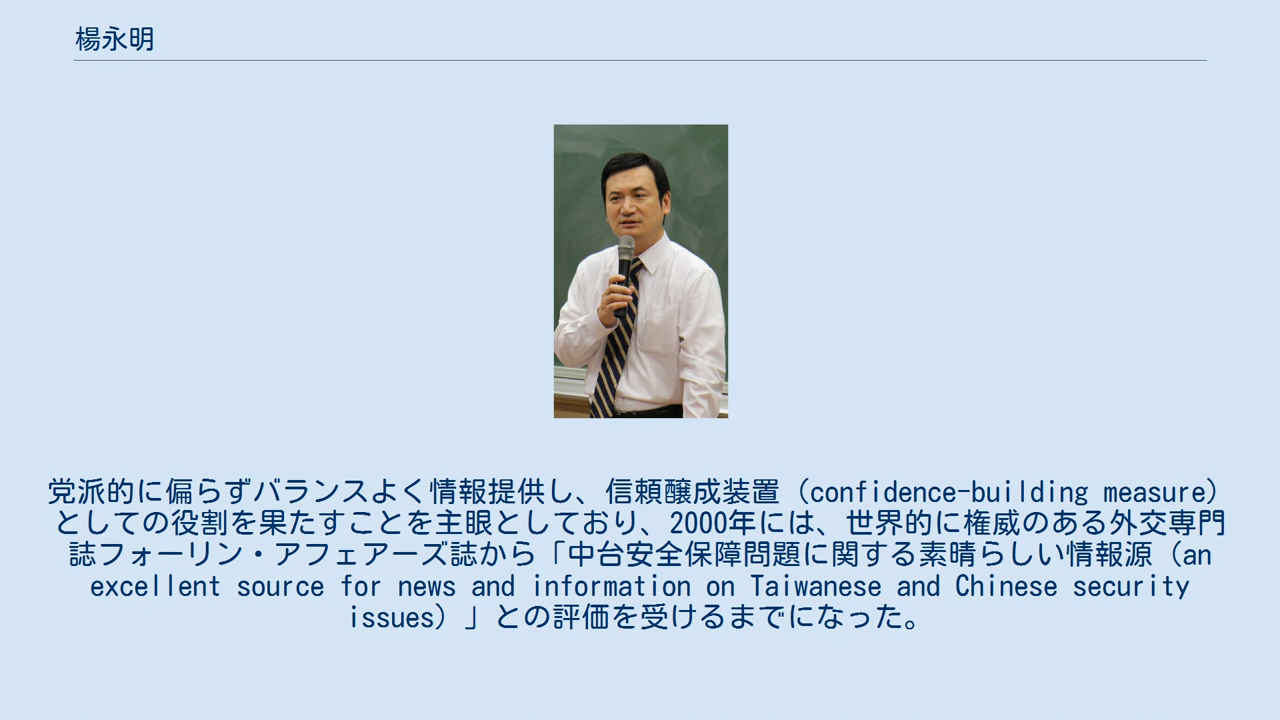 楊永明
党派的に偏らずバランスよく情報提供し、信頼醸成装置（confidence-building measure）
としての役割を果たすことを主眼としており、2000年には、世界的に権威のある外交専門
誌フォーリン・アフェアーズ誌から「中台安全保障問題に関する素晴らしい情報源（an
excellent source for news and information on Taiwanese and Chinese security
issues）」との評価を受けるまでになった。